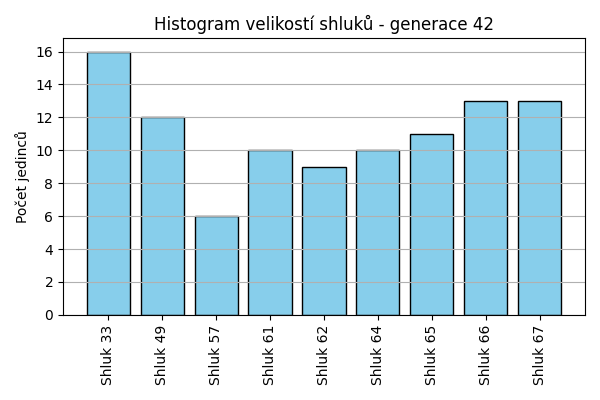 Histogram velikostí shluků - generace 42
Počet jedinců
16
14
12
10
8
6
4
2
0
Shluk 33
Shluk 49
Shluk 57
Shluk 61
Shluk 62
Shluk 64
Shluk 65
Shluk 66
Shluk 67